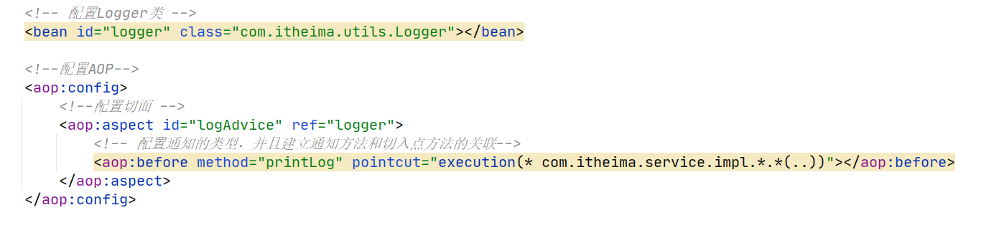 <!-- 配置Logger类 -->
<bean id="logger" class="com.itheima.utils.Logger"></bean>
<!--配置AOP-->
<aop:config>
<!--配置切面 -->
<aop:aspect id="logAdvice" ref="logger">
<!-- 配置通知的类型，并且建立通知方法和切入点方法的关联-->
<aop:before method="printLog" pointcut="execution(* com.itheima.service.impl.*.*(..))"></aop:before>
</aop:aspect>
</aop:config>